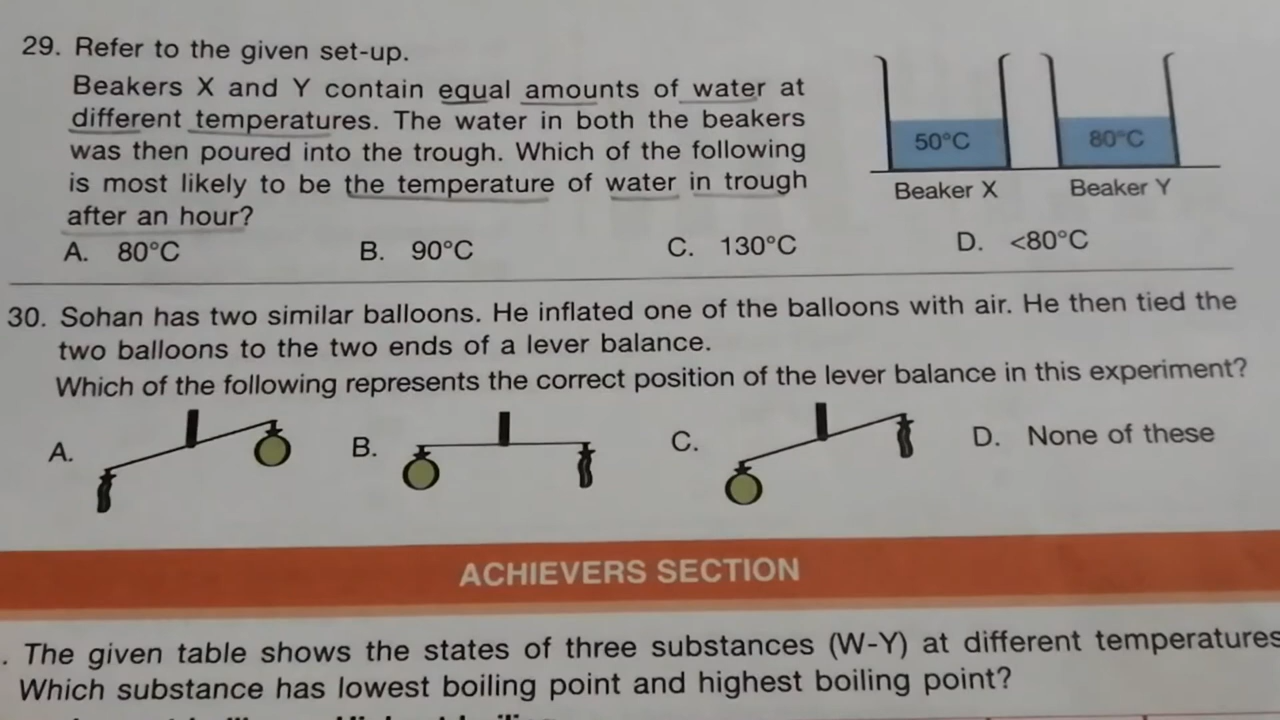 29. Refer to the given set-up.
Beakers X and Y contain equal amounts of water at
different temperatures. The water in both the beakers
was then poured into the trough. Which of the following
is most likely to be the temperature of water in trough
after an hour?
50°C 80°C
Beaker X Beaker Y
A. 80°C B. 90°C C. 130°C D. <80°C
30. Sohan has two similar balloons. He inflated one of the balloons with air. He then tied the
two balloons to the two ends of a lever balance.
Which of the following represents the correct position of the lever balance in this experiment?
A. B. C. D. None of these
ACHIEVERS SECTION
. The given table shows the states of three substances (W-Y) at different temperatures
Which substance has lowest boiling point and highest boiling point?